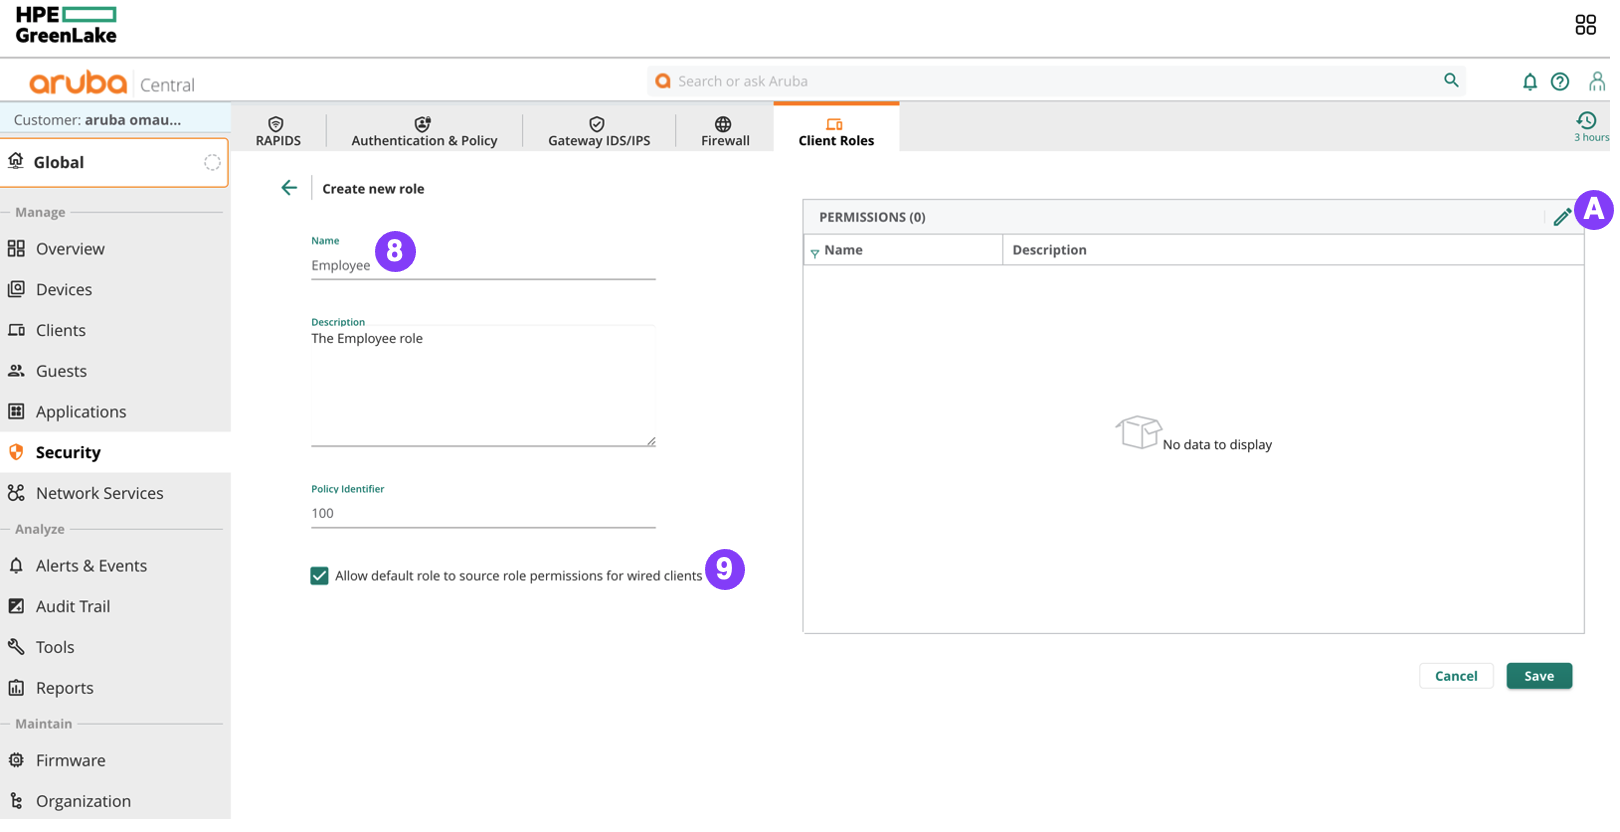 HPE
GreenLake
aruba Central
Search or ask Aruba
Customer: aruba omau...
Global
RAPIDS
Authentication & Policy
Gateway IDS/IPS
Firewall
Client Roles
3 hours
Manage
Overview
Devices
Clients
Guests
Applications
Security
Network Services
Analyze
Alerts & Events
Audit Trail
Tools
Reports
Maintain
Firmware
Organization
Create new role
Name
8
Employee
Description
The Employee role
Policy Identifier
100
Allow default role to source role permissions for wired clients
9
PERMISSIONS (0)
A
Name Description
No data to display
Cancel
Save